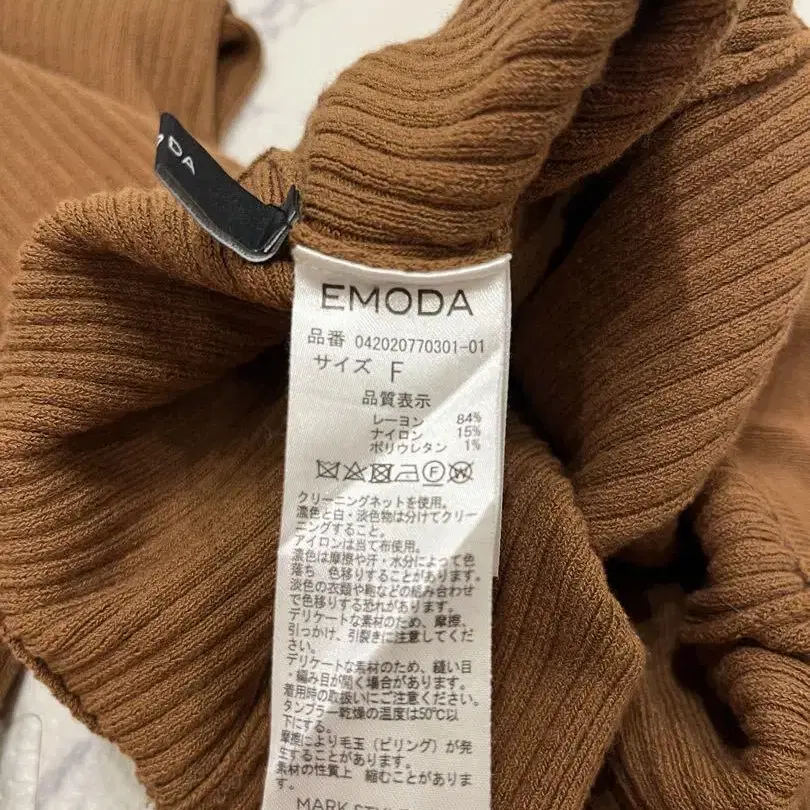 DA
EMODA
品番 042020770301-01
サイズ F
品質表示
レーヨン 84%
ナイロン 15%
ポリウレタン 1%
F
クリーニングネットを使用。
濃色と白・淡色物は分けてクリー
ニングすること。
アイロンは当て布使用。
濃色は摩擦や汗・水分によって色
落ち 色移りすることがあります。
淡色の衣類や鞄などの組み合わせ
で色移りする恐れがあります。
デリケートな素材のため、摩擦、
引っかけ、引裂きに注意してくだ
さい。
デリケートな素材のため、縫い目
・編み目が開く場合があります。
着用時の取扱いにご注意ください。
タンブラー乾燥の温度は50℃以
下にする。
摩擦により毛玉（ピリング）が発
生することがあります。
素材の性質上 縮むことがありま
す。
MARK STYL